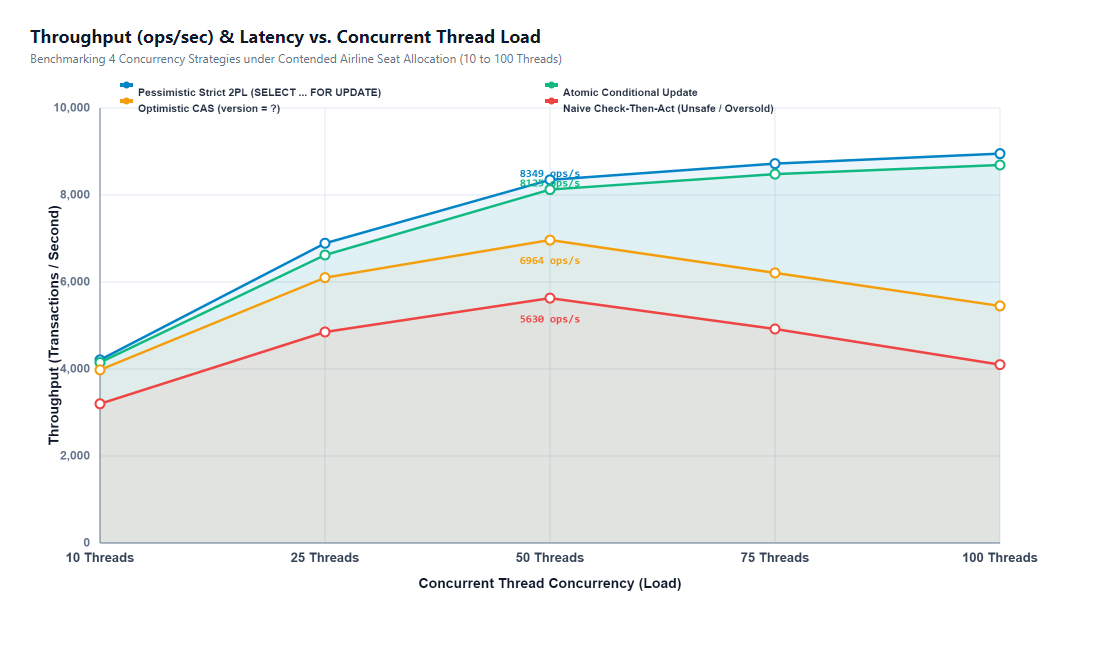 Throughput (ops/sec) & Latency vs. Concurrent Thread Load
Benchmarking 4 Concurrency Strategies under Contended Airline Seat Allocation (10 to 100 Threads)
Pessimistic Strict 2PL (SELECT ... FOR UPDATE)
Atomic Conditional Update
Optimistic CAS (version = ?)
Naive Check-Then-Act (Unsafe / Oversold)
10,000
8,000
6,000
4,000
2,000
0
Throughput (Transactions / Second)
8349 ops/s
ops/s
6964 ops/s
5630 ops/s
10 Threads
25 Threads
50 Threads
75 Threads
100 Threads
Concurrent Thread Concurrency (Load)